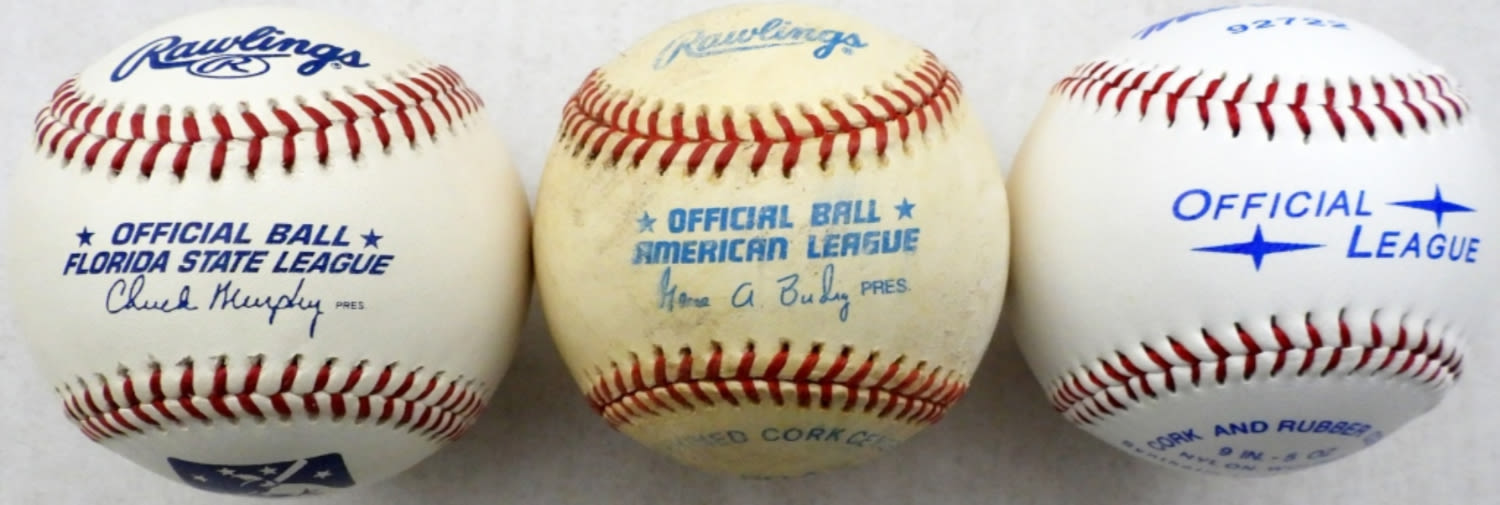 Rawlings
R
OFFICIAL BALL
FLORIDA STATE LEAGUE
Chuck Murphy PRES.
Rawlings
OFFICIAL BALL
AMERICAN LEAGUE
Gene A. Budig PRES.
CORK
92722
OFFICIAL
LEAGUE
CORK AND RUBBER
9 IN. - 5 OZ
NYLON